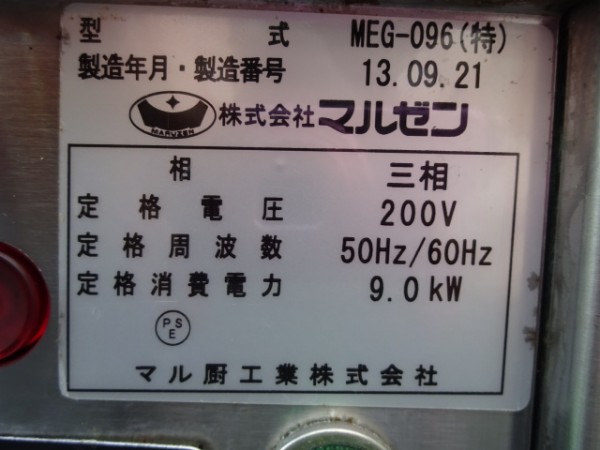 型式 MEG-096(特)
製造年月・製造番号 13.09.21
MARUZEN 株式会社マルゼン
相 三相
定格電圧 200V
定格周波数 50Hz/60Hz
定格消費電力 9.0kW
PSE
マル厨工業株式会社